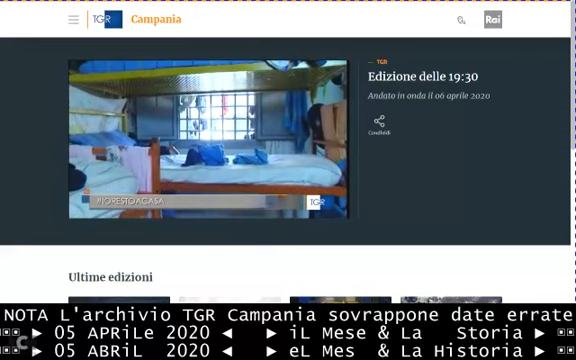 TGR Campania Rai
TGR
Edizione delle 19:30
Andato in onda il 06 aprile 2020
Condividi
#IORESTOACASA TGR
Ultime edizioni
NOTA L'archivio TGR Campania sovrappone date errate
► 05 APRiLe 2020 ◄ ► iL Mese & La Storia ►
► 05 ABRiL 2020 ◄ ► eL Mes & La Historia ►